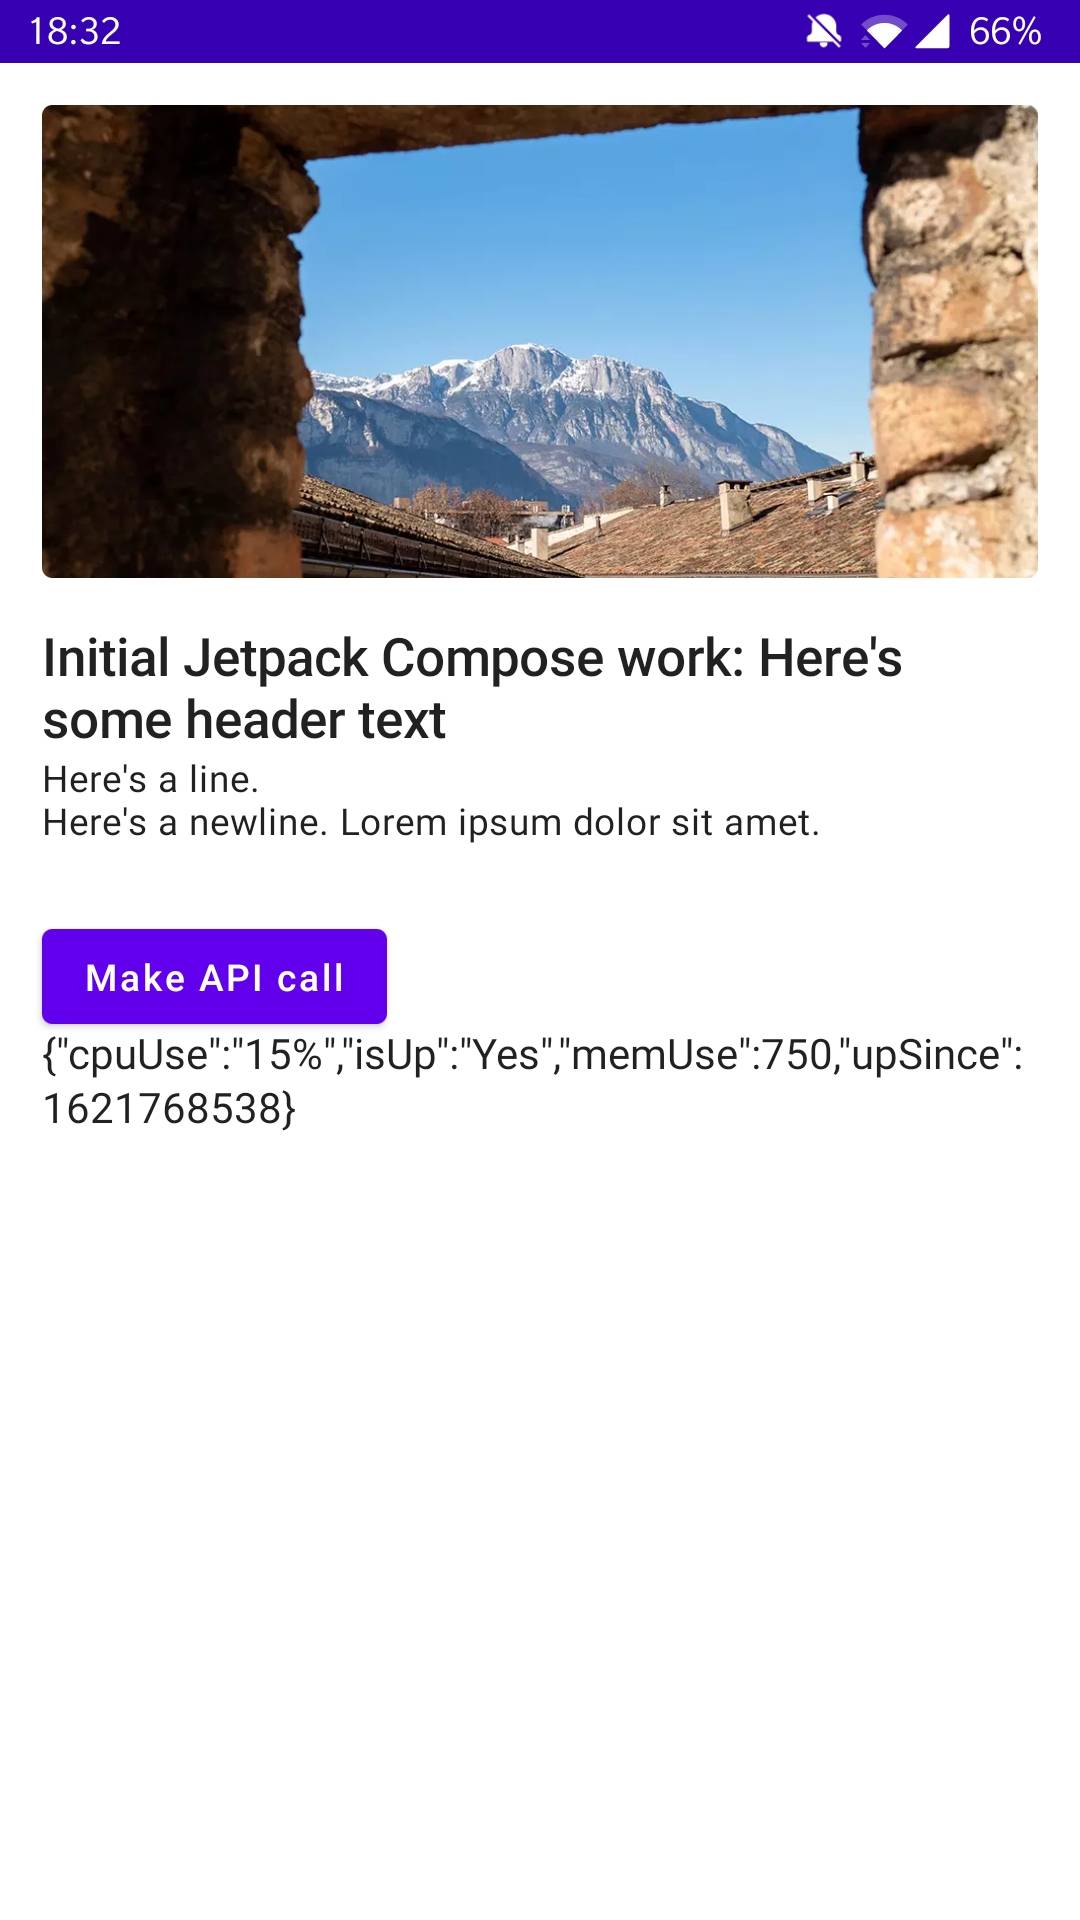 18:32 66%
Initial Jetpack Compose work: Here's
some header text
Here's a line.
Here's a newline. Lorem ipsum dolor sit amet.
Make API call
{"cpuUse":"15%","isUp":"Yes","memUse":750,"upSince":
1621768538}